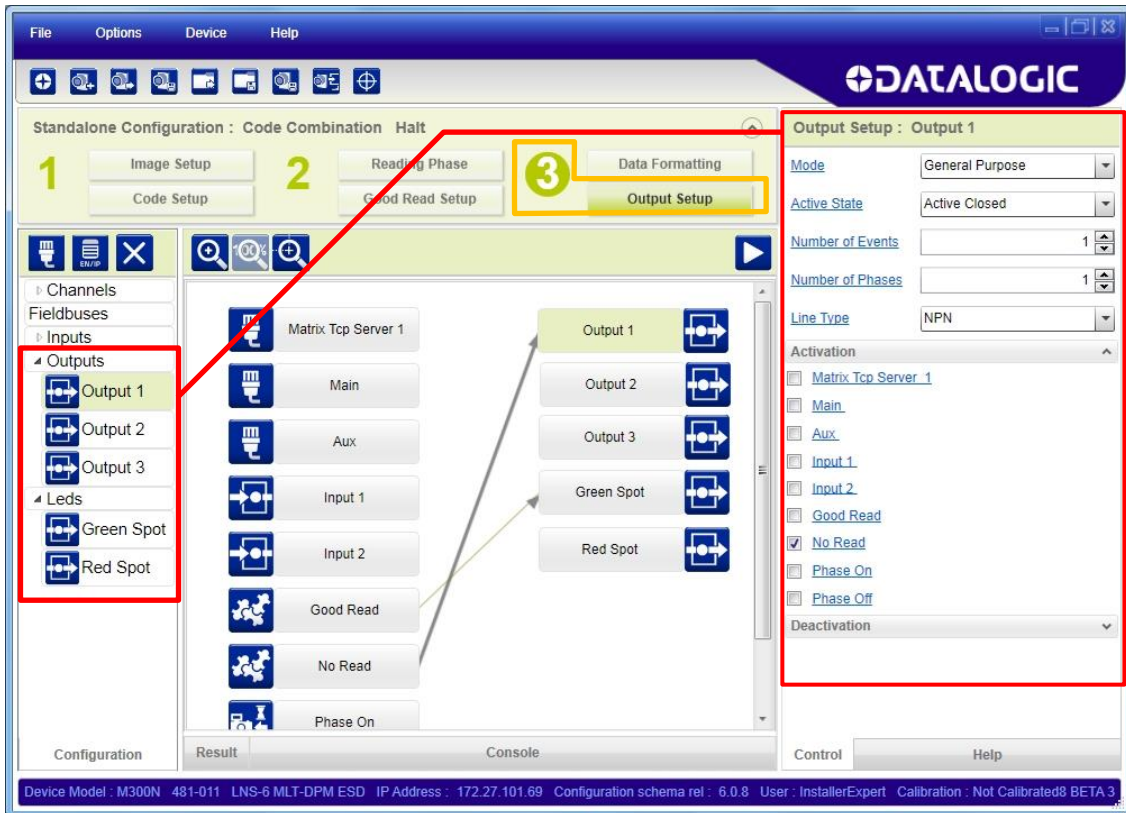 File Options Device Help
DATALOGIC
Standalone Configuration : Code Combination Halt
1 Image Setup 2 Reading Phase 3 Data Formatting
Code Setup Good Read Setup Output Setup
EN/IP
100%
Channels
Fieldbuses
Inputs
Outputs
Output 1
Output 2
Output 3
Leds
Green Spot
Red Spot
Configuration
Matrix Tcp Server 1
Main
Aux
Input 1
Input 2
Good Read
No Read
Phase On
Output 1
Output 2
Output 3
Green Spot
Red Spot
Result Console
Output Setup : Output 1
Mode General Purpose
Active State Active Closed
Number of Events 1
Number of Phases 1
Line Type NPN
Activation
Matrix Tcp Server 1
Main
Aux
Input 1
Input 2
Good Read
No Read
Phase On
Phase Off
Deactivation
Control Help
Device Model : M300N 481-011 LNS-6 MLT-DPM ESD IP Address : 172.27.101.69 Configuration schema rel : 6.0.8 User : InstallerExpert Calibration : Not Calibrated8 BETA 3